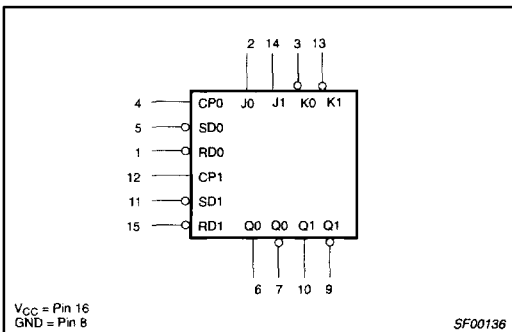 2 14 3 13
4 CP0 J0 J1 K0 K1
5 SD0
1 RD0
12 CP1
11 SD1
15 RD1 Q0 Q0 Q1 Q1
6 7 10 9
VCC = Pin 16
GND = Pin 8
SF00136